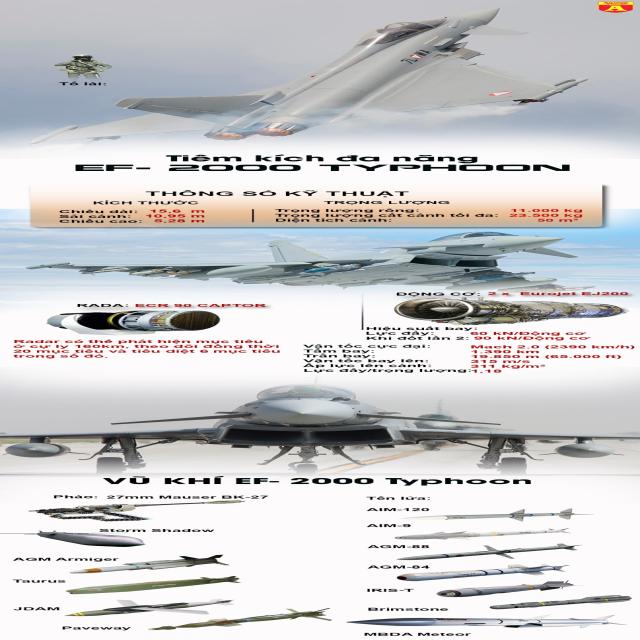 Tổ lái:
Tiêm kích đa năng
EF- 2000 TYPHOON
THÔNG SỐ KỸ THUẬT
KÍCH THƯỚC
Chiều dài:
Sải cánh: 10.95 m
Chiều cao: 5.28 m
TRỌNG LƯỢNG
Trọng lượng rỗng: 11.000 kg
Trọng lượng cất cánh tối đa: 23.500 kg
Diện tích cánh: 50 m²
RADA: ECR 90 CAPTOR
Radar có thể phát hiện mục tiêu
ở cự ly 160km, theo dõi đồng thời
20 mục tiêu và tiêu diệt 6 mục tiêu
trong số đó
ĐỘNG CƠ: 2 x Eurojet EJ200
Hiệu suất bay:
Lực đẩy: 60 kN/Động cơ
Khi đốt lần 2: 90 kN/Động cơ
Vận tốc cực đại: Mach 2.0 (2390 km/h)
Tầm bay: 1.390 km
Trần bay: 19.850 m (65.000 ft)
Vận tốc bay lên: 315 m/s
Áp lực lên cánh: 311 kg/m²
Lực đẩy/trọng lượng: 1.18
VŨ KHÍ EF- 2000 Typhoon
Pháo: 27mm Mauser BK-27
Storm Shadow
AGM Armiger
Taurus
JDAM
Paveway
Tên lửa:
AIM-120
AIM-9
AGM-88
AGM-84
IRIS-T
Brimstone
MBDA Meteor